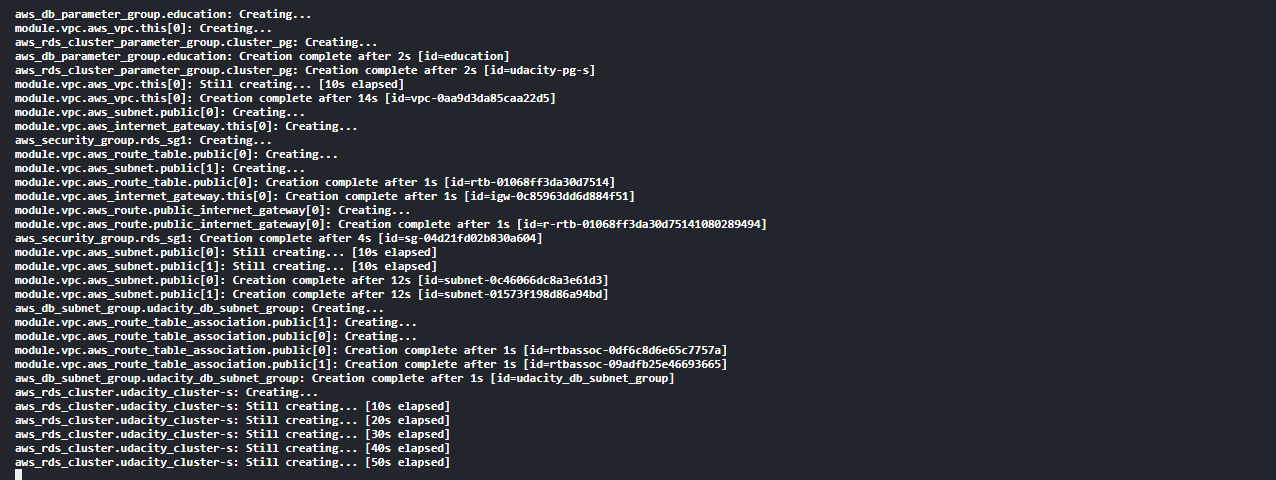 aws_db_parameter_group.education: Creating...
module.vpc.aws_vpc.this[0]: Creating...
aws_rds_cluster_parameter_group.cluster_pg: Creating...
aws_db_parameter_group.education: Creation complete after 2s [id=education]
aws_rds_cluster_parameter_group.cluster_pg: Creation complete after 2s [id=udacity-pg-s]
module.vpc.aws_vpc.this[0]: Still creating... [10s elapsed]
module.vpc.aws_vpc.this[0]: Creation complete after 14s [id=vpc-0aa9d3da85caa22d5]
module.vpc.aws_subnet.public[0]: Creating...
module.vpc.aws_internet_gateway.this[0]: Creating...
aws_security_group.rds_sg1: Creating...
module.vpc.aws_route_table.public[0]: Creating...
module.vpc.aws_subnet.public[1]: Creating...
module.vpc.aws_route_table.public[0]: Creation complete after 1s [id=rtb-01068ff3da30d7514]
module.vpc.aws_internet_gateway.this[0]: Creation complete after 1s [id=igw-0c85963dd6d884f51]
module.vpc.aws_route.public_internet_gateway[0]: Creating...
module.vpc.aws_route.public_internet_gateway[0]: Creation complete after 1s [id=r-rtb-01068ff3da30d75141080289494]
aws_security_group.rds_sg1: Creation complete after 4s [id=sg-04d21fd02b830a604]
module.vpc.aws_subnet.public[0]: Still creating... [10s elapsed]
module.vpc.aws_subnet.public[1]: Still creating... [10s elapsed]
module.vpc.aws_subnet.public[0]: Creation complete after 12s [id=subnet-0c46066dc8a3e61d3]
module.vpc.aws_subnet.public[1]: Creation complete after 12s [id=subnet-01573f198d86a94bd]
aws_db_subnet_group.udacity_db_subnet_group: Creating...
module.vpc.aws_route_table_association.public[1]: Creating...
module.vpc.aws_route_table_association.public[0]: Creating...
module.vpc.aws_route_table_association.public[0]: Creation complete after 1s [id=rtbassoc-0df6c8d6e65c7757a]
module.vpc.aws_route_table_association.public[1]: Creation complete after 1s [id=rtbassoc-09adfb25e46693665]
aws_db_subnet_group.udacity_db_subnet_group: Creation complete after 1s [id=udacity_db_subnet_group]
aws_rds_cluster.udacity_cluster-s: Creating...
aws_rds_cluster.udacity_cluster-s: Still creating... [10s elapsed]
aws_rds_cluster.udacity_cluster-s: Still creating... [20s elapsed]
aws_rds_cluster.udacity_cluster-s: Still creating... [30s elapsed]
aws_rds_cluster.udacity_cluster-s: Still creating... [40s elapsed]
aws_rds_cluster.udacity_cluster-s: Still creating... [50s elapsed]